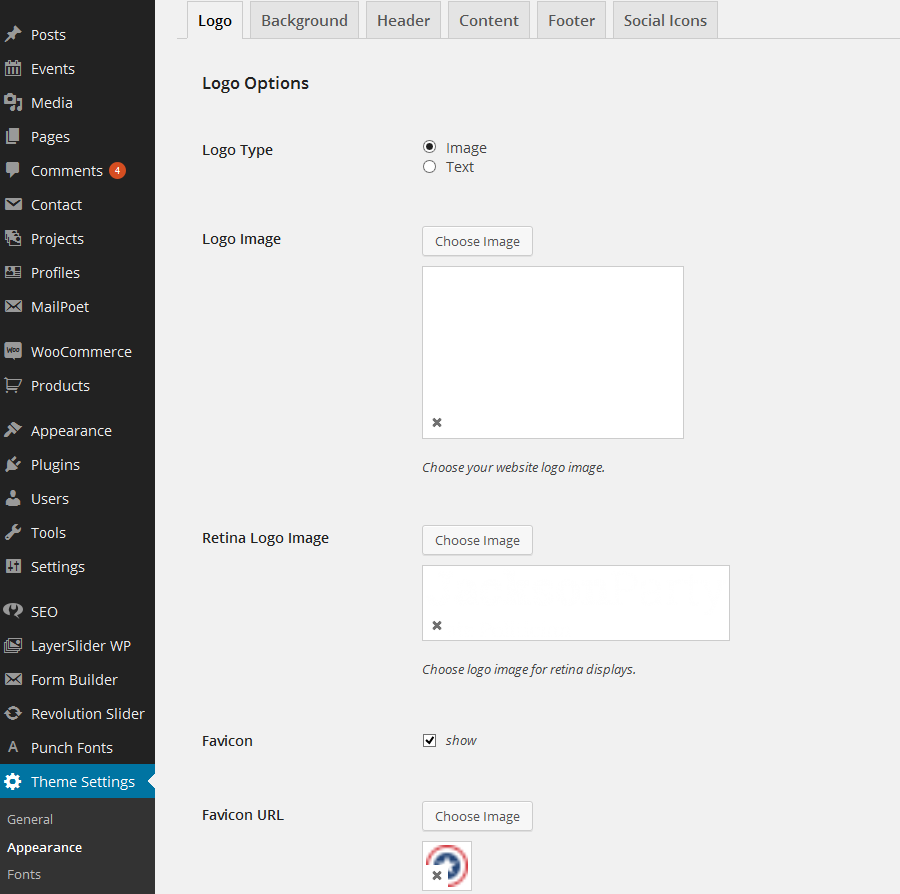 Posts
Events
Media
Pages
Comments 4
Contact
Projects
Profiles
MailPoet
WooCommerce
Products
Appearance
Plugins
Users
Tools
Settings
SEO
LayerSlider WP
Form Builder
Revolution Slider
Punch Fonts
Theme Settings
General
Appearance
Fonts
Logo Background Header Content Footer Social Icons
Logo Options
Logo Type
Image
Text
Logo Image
Choose Image
Choose your website logo image.
Retina Logo Image
Choose Image
Choose logo image for retina displays.
Favicon
show
Favicon URL
Choose Image